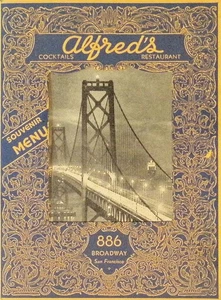 Alfred's
COCKTAILS RESTAURANT
SOUVENIR
MENU
886
BROADWAY
San Francisco